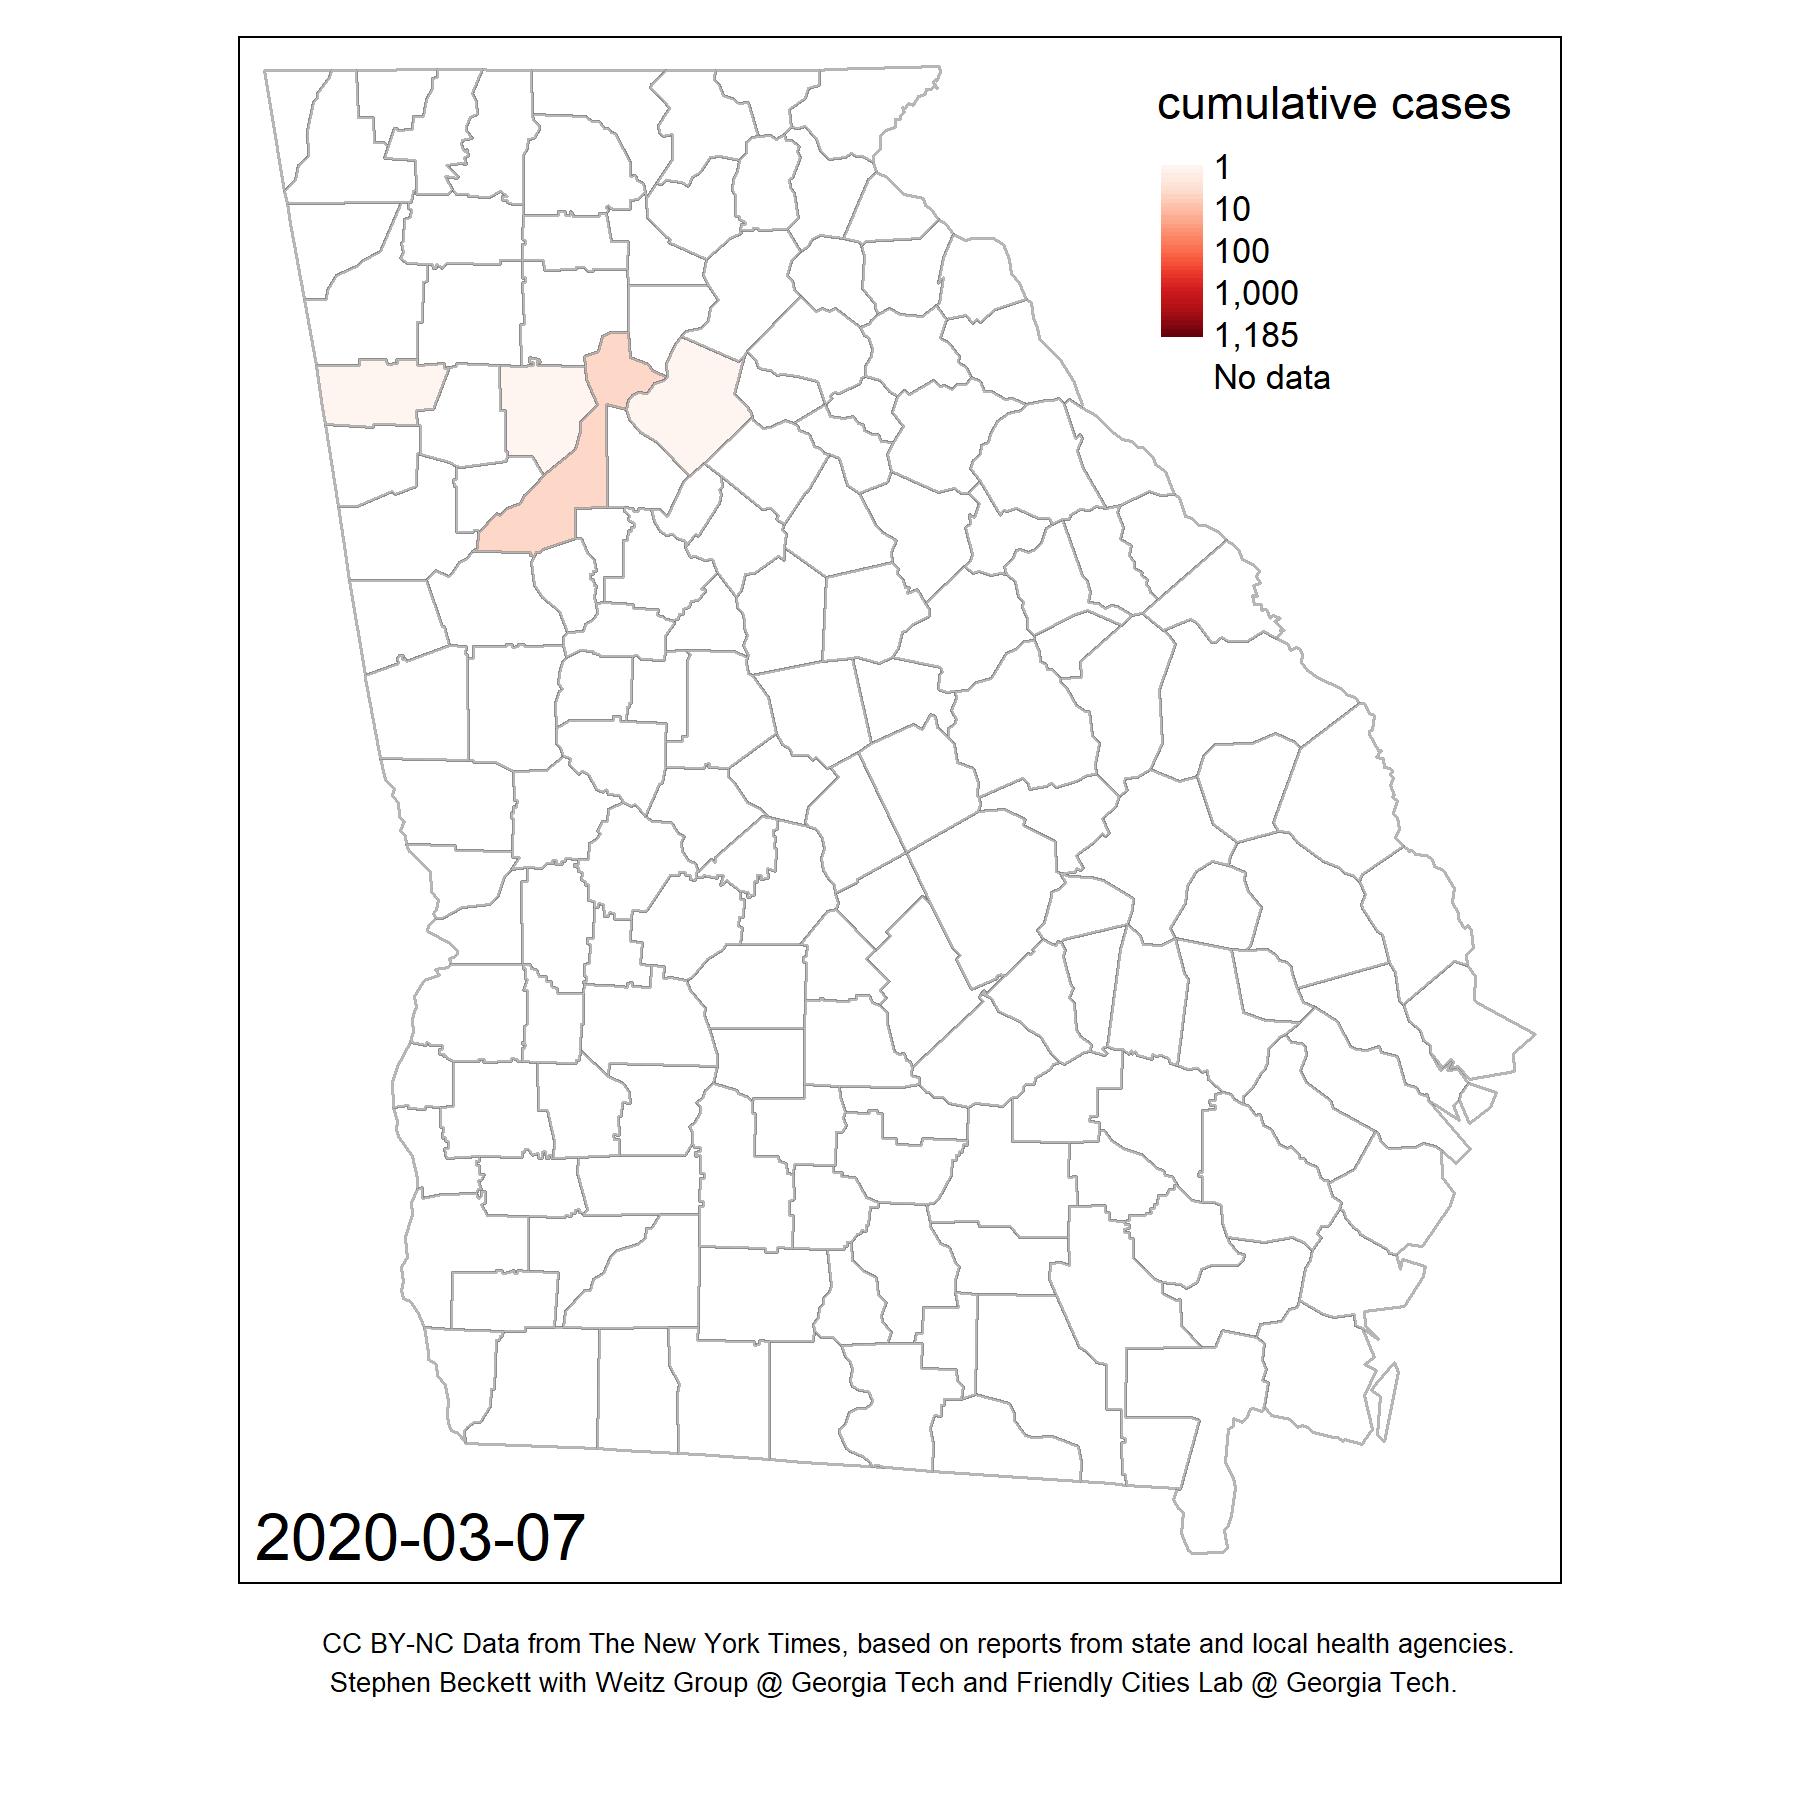 cumulative cases
1
10
100
1,000
1,185
No data
2020-03-07
CC BY-NC Data from The New York Times, based on reports from state and local health agencies.
Stephen Beckett with Weitz Group @ Georgia Tech and Friendly Cities Lab @ Georgia Tech.